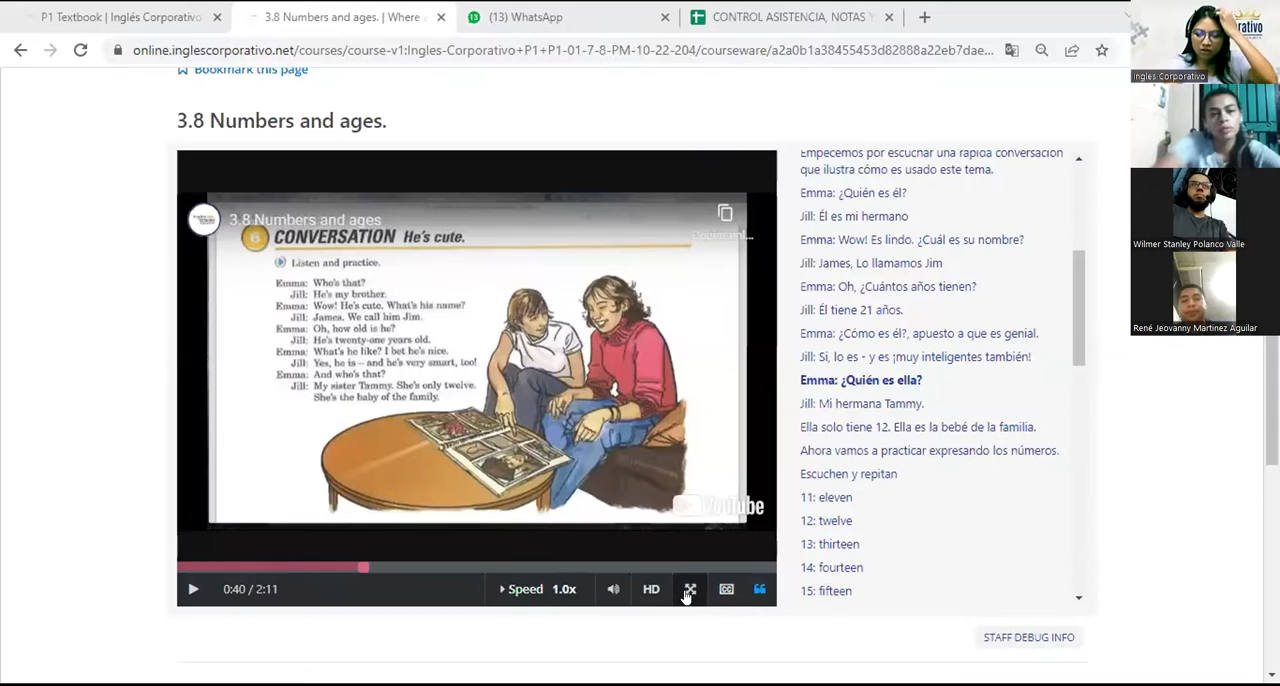 P1 Textbook | Inglés Corporativo
3.8 Numbers and ages. | Where
13
(13) WhatsApp
CONTROL ASISTENCIA, NOTAS Y
online.inglescorporativo.net/courses/course-v1:Ingles-Corporativo+P1+P1-01-7-8-PM-10-22-204/courseware/a2a0b1a38455453d82888a22eb7dae...
Bookmark this page
3.8 Numbers and ages.
3.8 Numbers and ages
6 CONVERSATION He's cute.
Listen and practice.
Emma: Who's that?
Jill: He's my brother.
Emma: Wow! He's cute. What's his name?
Jill: James. We call him Jim.
Emma: Oh, how old is he?
Jill: He's twenty-one years old.
Emma: What's he like? I bet he's nice.
Jill: Yes, he is – and he's very smart, too!
Emma: And who's that?
Jill: My sister Tammy. She's only twelve.
She's the baby of the family.
YouTube
0:40 / 2:11
Speed 1.0x
HD
Empecemos por escuchar una rapida conversación
que ilustra cómo es usado este tema.
Emma: ¿Quién es él?
Jill: Él es mi hermano
Emma: Wow! Es lindo. ¿Cuál es su nombre?
Jill: James, Lo llamamos Jim
Emma: Oh, ¿Cuántos años tienen?
Jill: Él tiene 21 años.
Emma: ¿Cómo es él?, apuesto a que es genial.
Jill: Si, lo es - y es ¡muy inteligentes también!
Emma: ¿Quién es ella?
Jill: Mi hermana Tammy.
Ella solo tiene 12. Ella es la bebé de la familia.
Ahora vamos a practicar expresando los números.
Escuchen y repitan
11: eleven
12: twelve
13: thirteen
14: fourteen
15: fifteen
STAFF DEBUG INFO
Ingles Corporativo
Wilmer Stanley Polanco Valle
René Jeovanny Martinez Aguilar